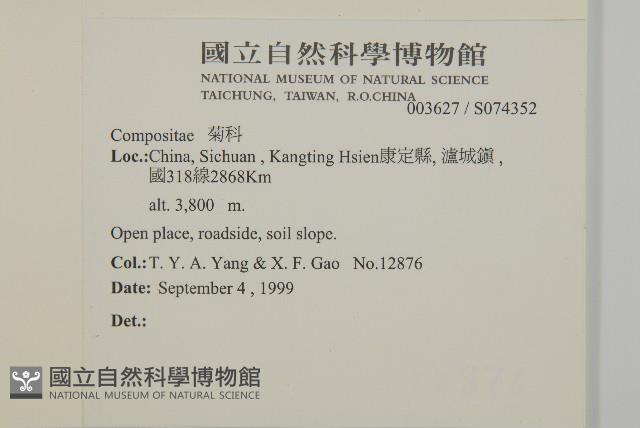 國立自然科學博物館
NATIONAL MUSEUM OF NATURAL SCIENCE
TAICHUNG, TAIWAN, R.O.CHINA
003627 / S074352
Compositae 菊科
Loc.:China, Sichuan , Kangting Hsien康定縣, 瀘城鎮 ,
國318線2868Km
alt. 3,800 m.
Open place, roadside, soil slope.
Col.:T. Y. A. Yang & X. F. Gao No.12876
Date: September 4 , 1999
Det.:
國立自然科學博物館
NATIONAL MUSEUM OF NATURAL SCIENCE